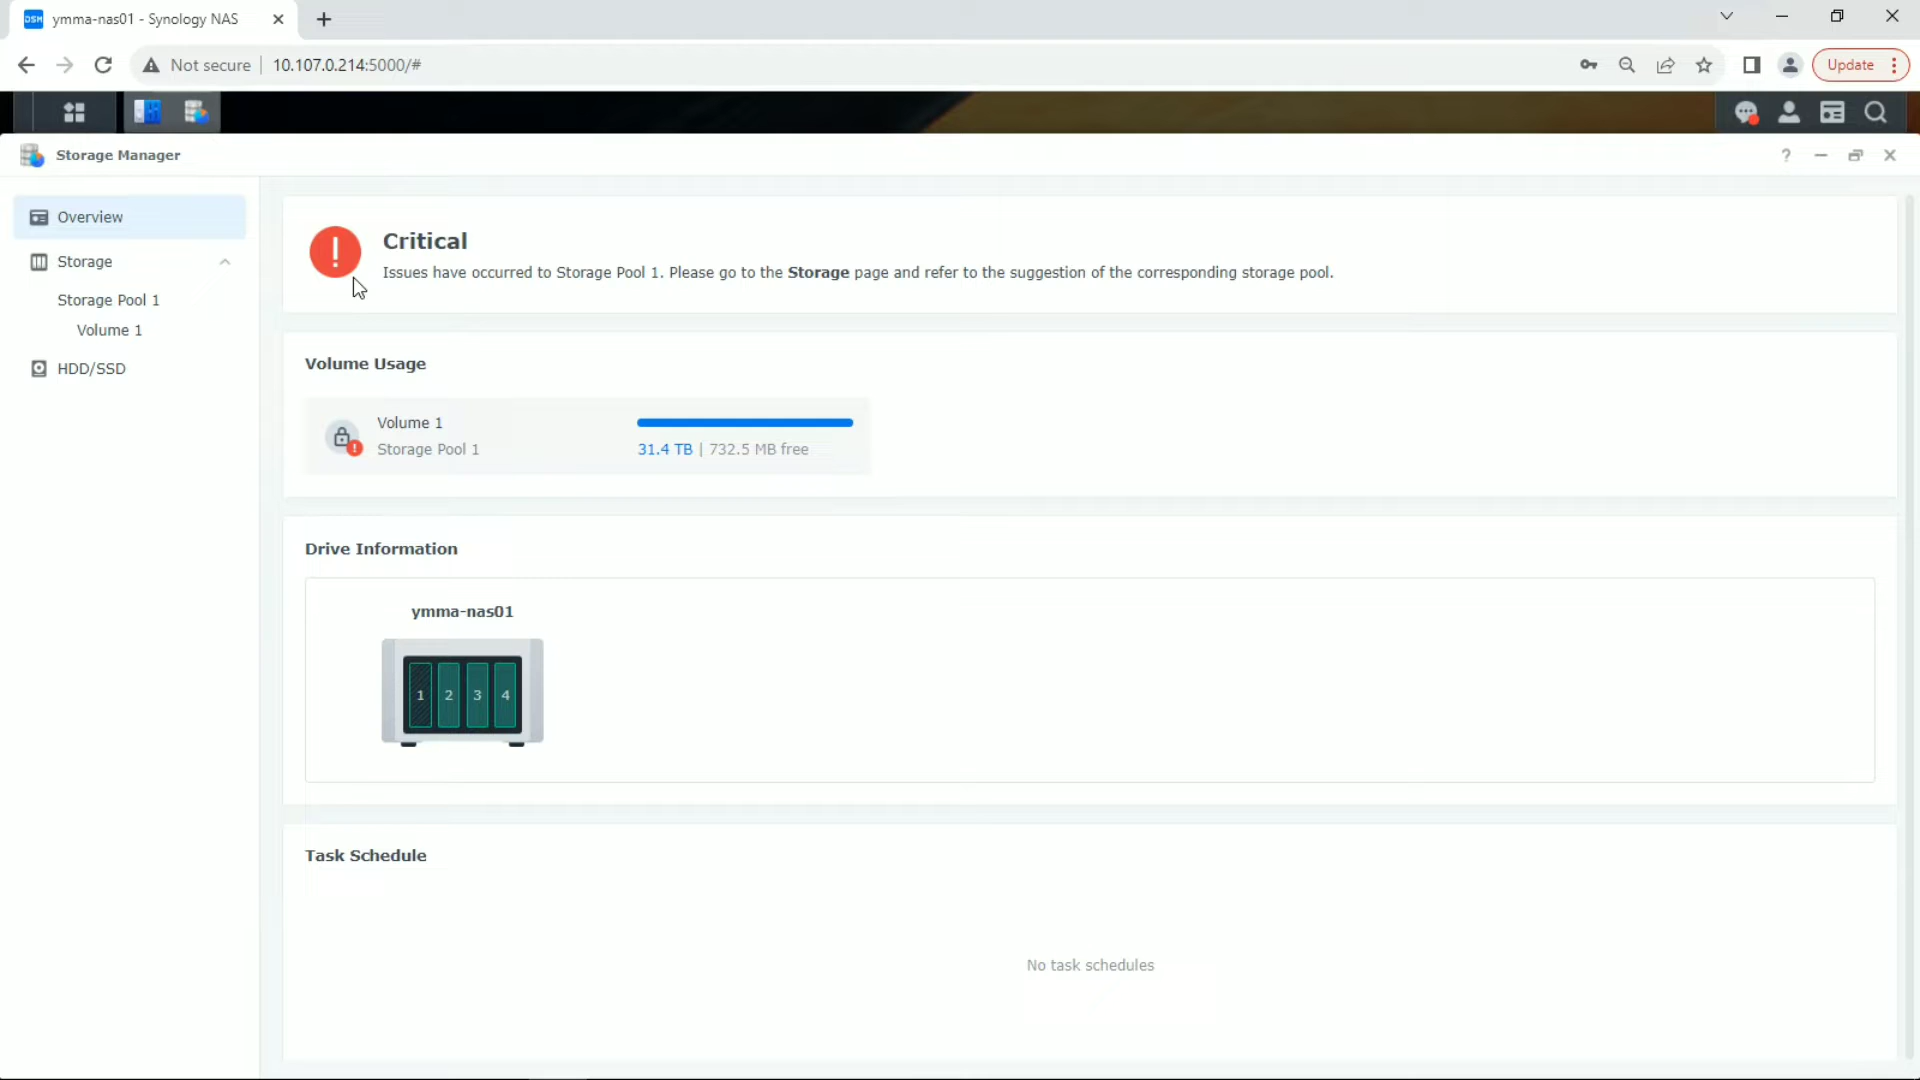 DSM ymma-nas01 - Synology NAS
Not secure | 10.107.0.214:5000/#
Update
Storage Manager
?
Overview
Storage
Storage Pool 1
Volume 1
HDD/SSD
Critical
Issues have occurred to Storage Pool 1. Please go to the Storage page and refer to the suggestion of the corresponding storage pool.
Volume Usage
Volume 1
Storage Pool 1
31.4 TB | 732.5 MB free
Drive Information
ymma-nas01
1 2 3 4
Task Schedule
No task schedules